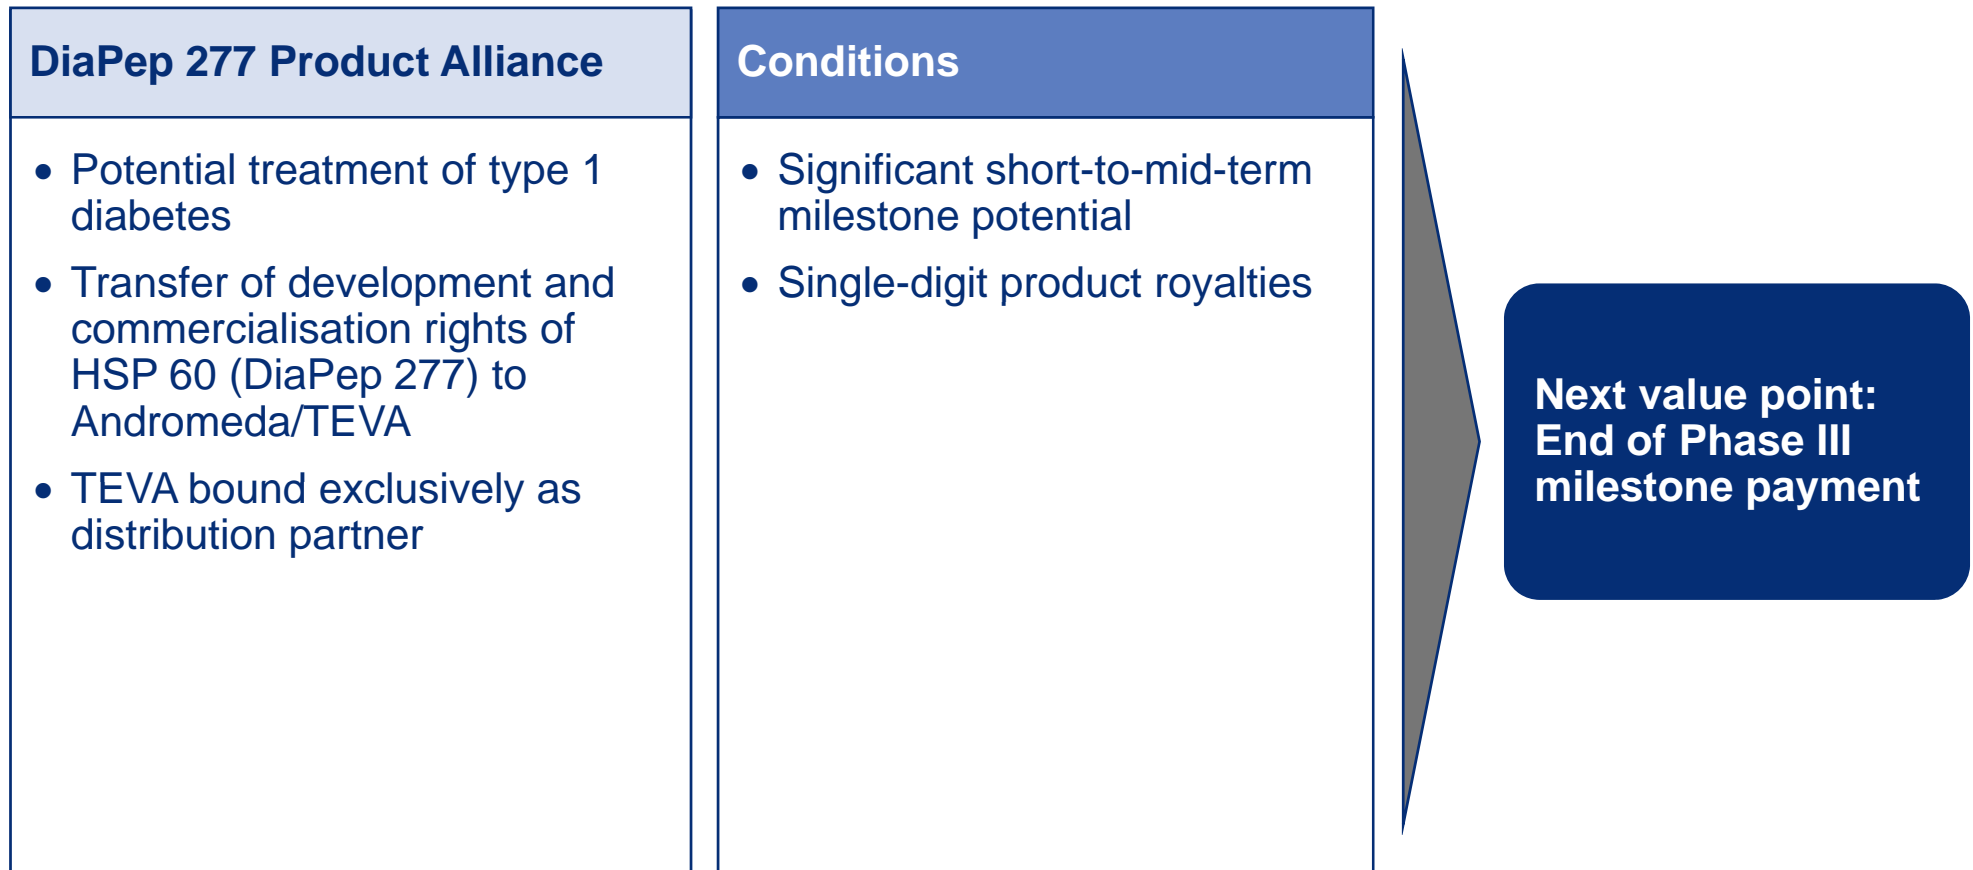 DiaPep 277 Product Alliance
• Potential treatment of type 1
diabetes
• Transfer of development and
commercialisation rights of
HSP 60 (DiaPep 277) to
Andromeda/TEVA
• TEVA bound exclusively as
distribution partner
Conditions
• Significant short-to-mid-term
milestone potential
• Single-digit product royalties
Next value point:
End of Phase III
milestone payment